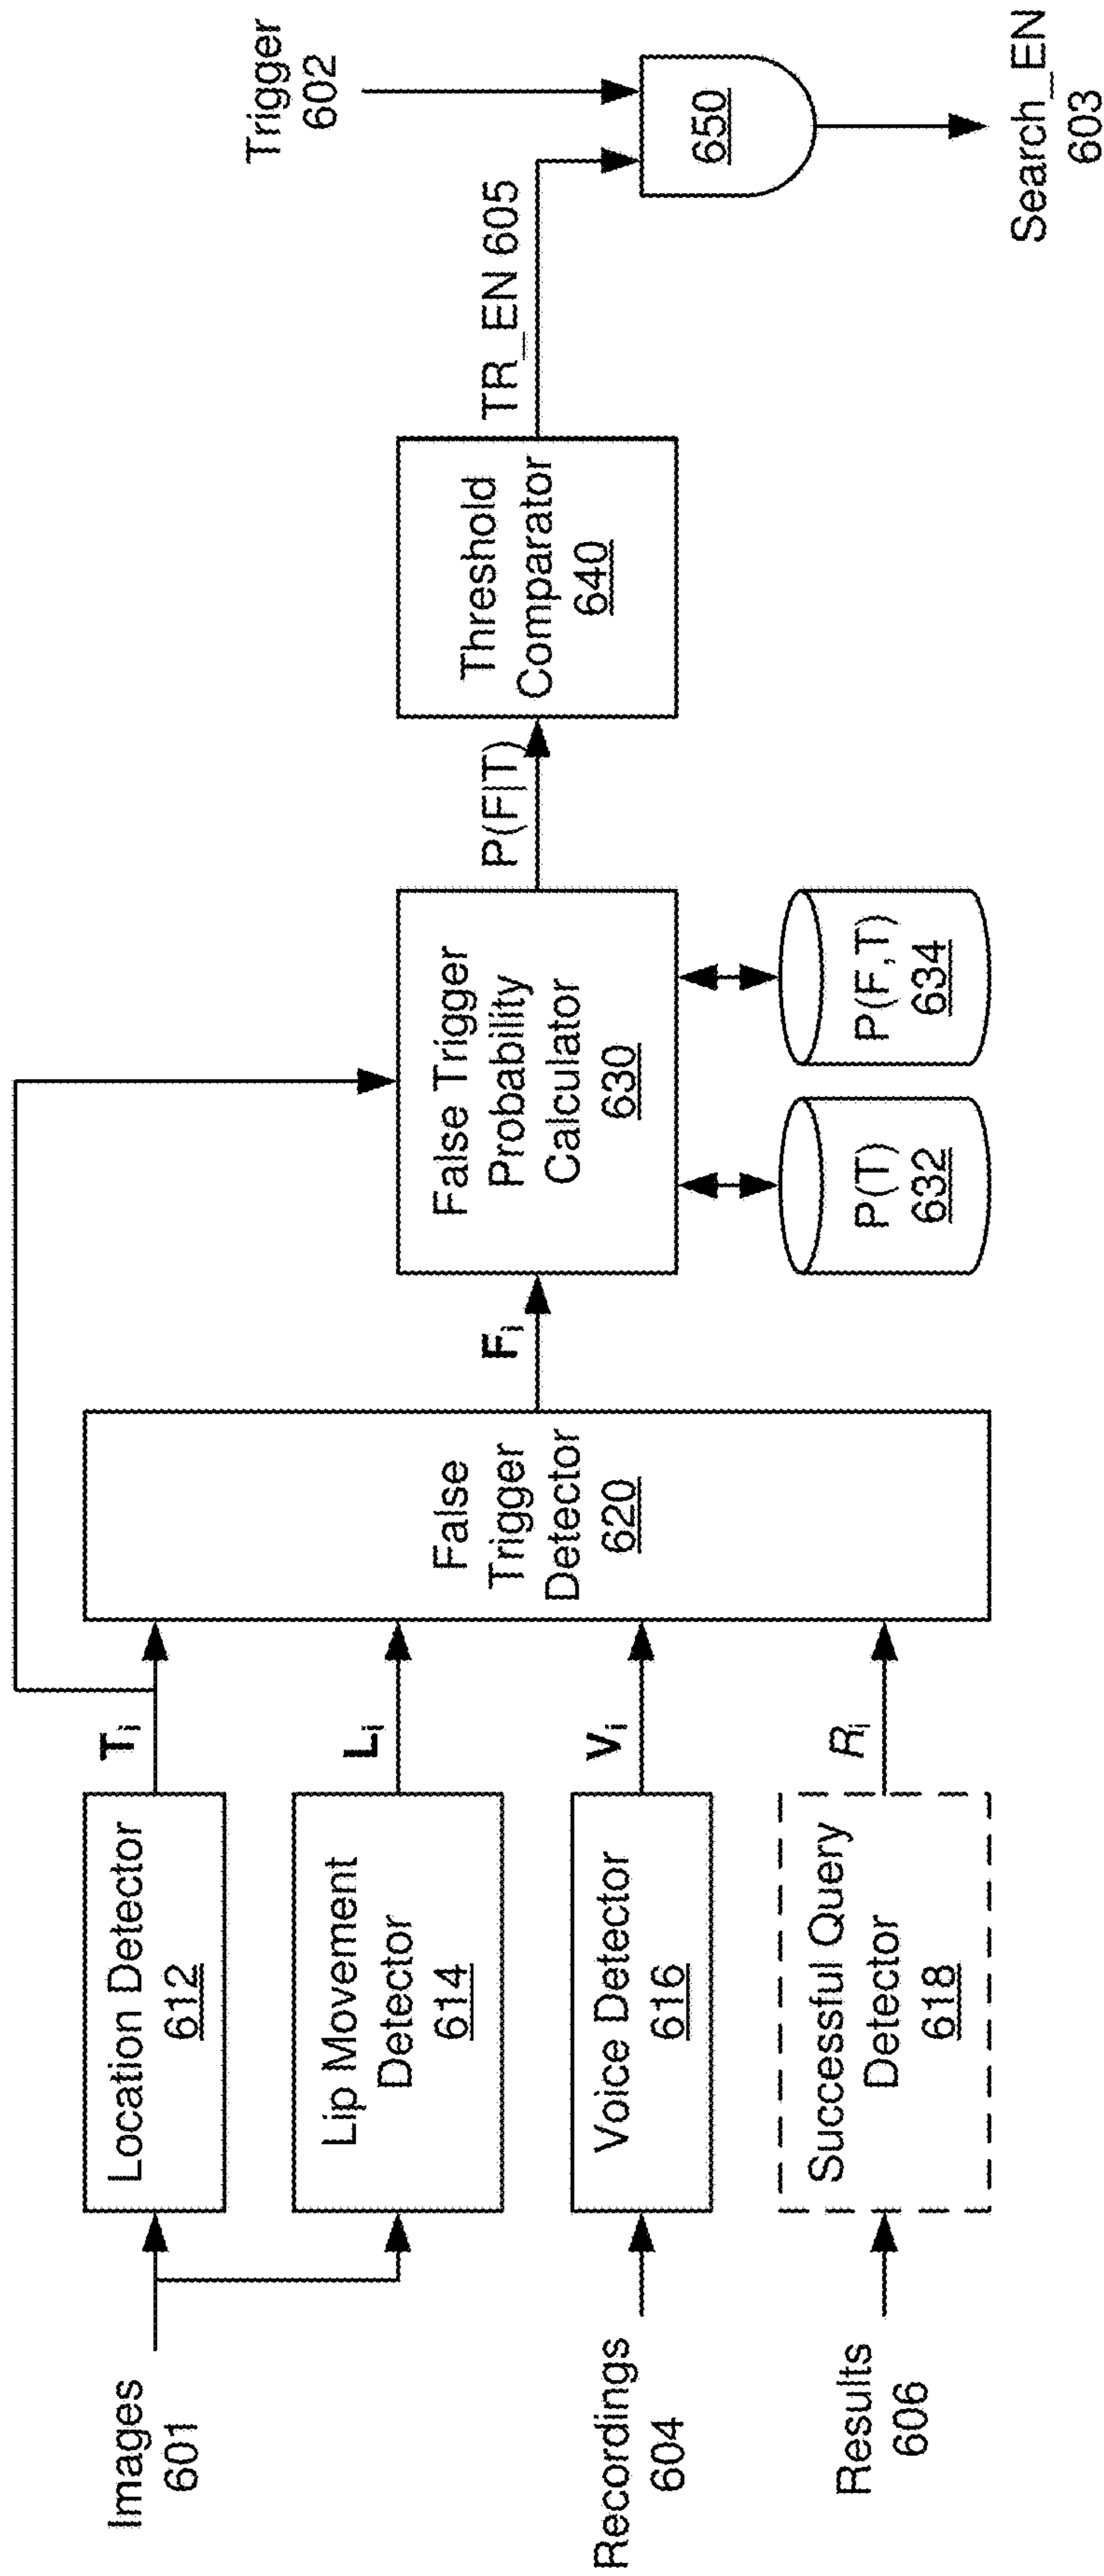 Images
601
Recordings
604
Results
606
Location Detector
612
Lip Movement
Detector
614
Voice Detector
616
Successful Query
Detector
618
Ti
Li
Vi
Ri
False
Trigger
Detector
620
Fi
False Trigger
Probability
Calculator
630
P(T)
632
P(F,T)
634
P(F|T)
Threshold
Comparator
640
TR_EN 605
Trigger
602
650
Search_EN
603